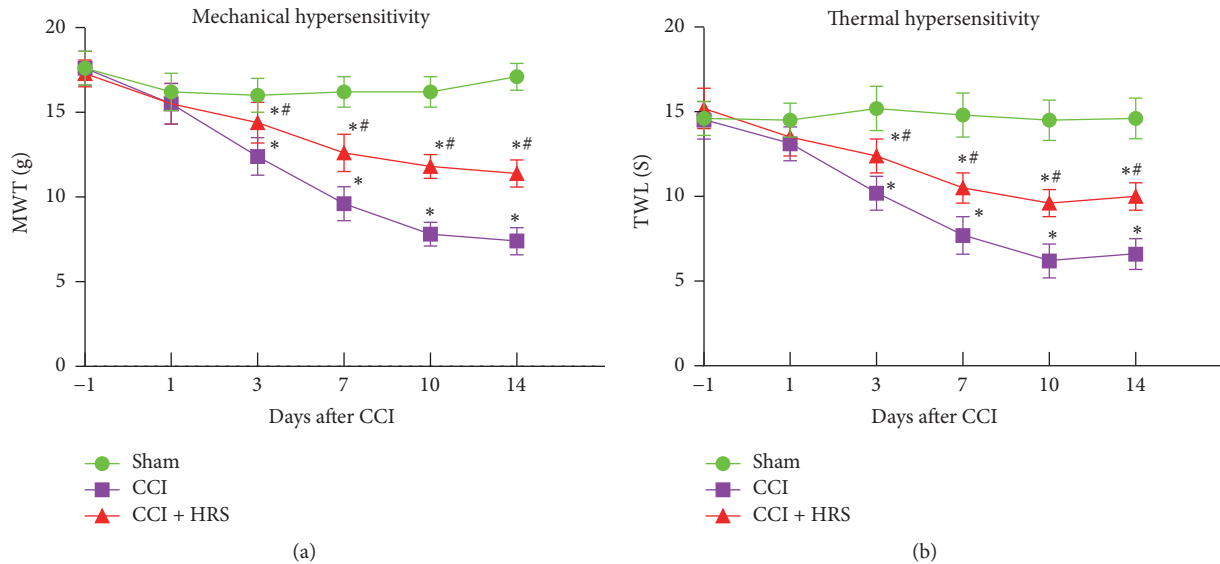 Mechanical hypersensitivity
20
15
10
5
0
MWT (g)
*#
*#
*#
*#
*
*
*
*
−1 1 3 7 10 14
Days after CCI
Sham
CCI
CCI + HRS
(a)
Thermal hypersensitivity
20
15
10
5
0
TWL (S)
*#
*#
*#
*#
*
*
*
*
−1 1 3 7 10 14
Days after CCI
Sham
CCI
CCI + HRS
(b)